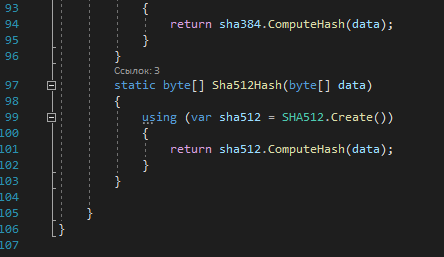 93 {
94 return sha384.ComputeHash(data);
95 }
96 }
Ссылок: 3
97 static byte[] Sha512Hash(byte[] data)
98 {
99 using (var sha512 = SHA512.Create())
100 {
101 return sha512.ComputeHash(data);
102 }
103 }
104
105 }
106 }
107